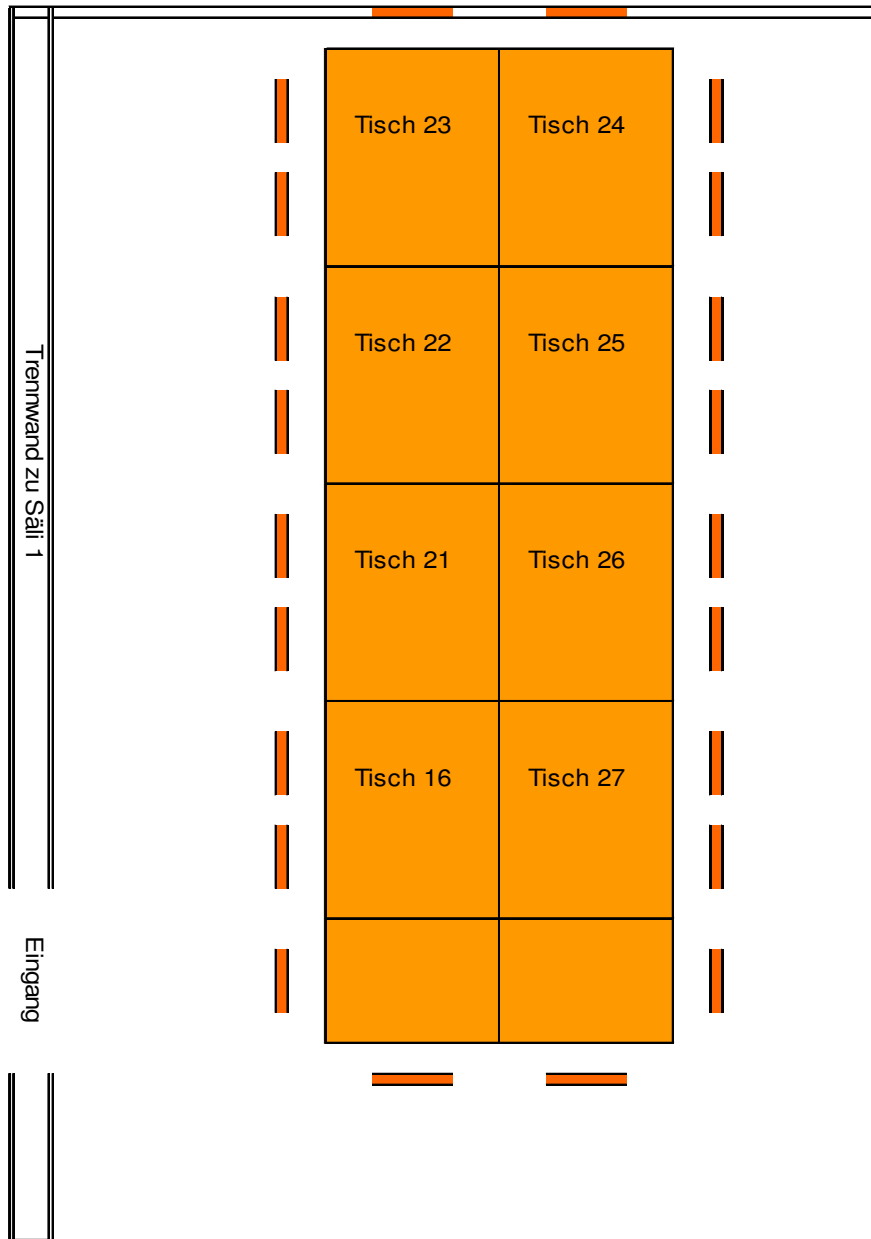 Tisch 23
Tisch 24
Tisch 22
Tisch 25
Trennwand zu Säli 1
Tisch 21
Tisch 26
Tisch 16
Tisch 27
Eingang